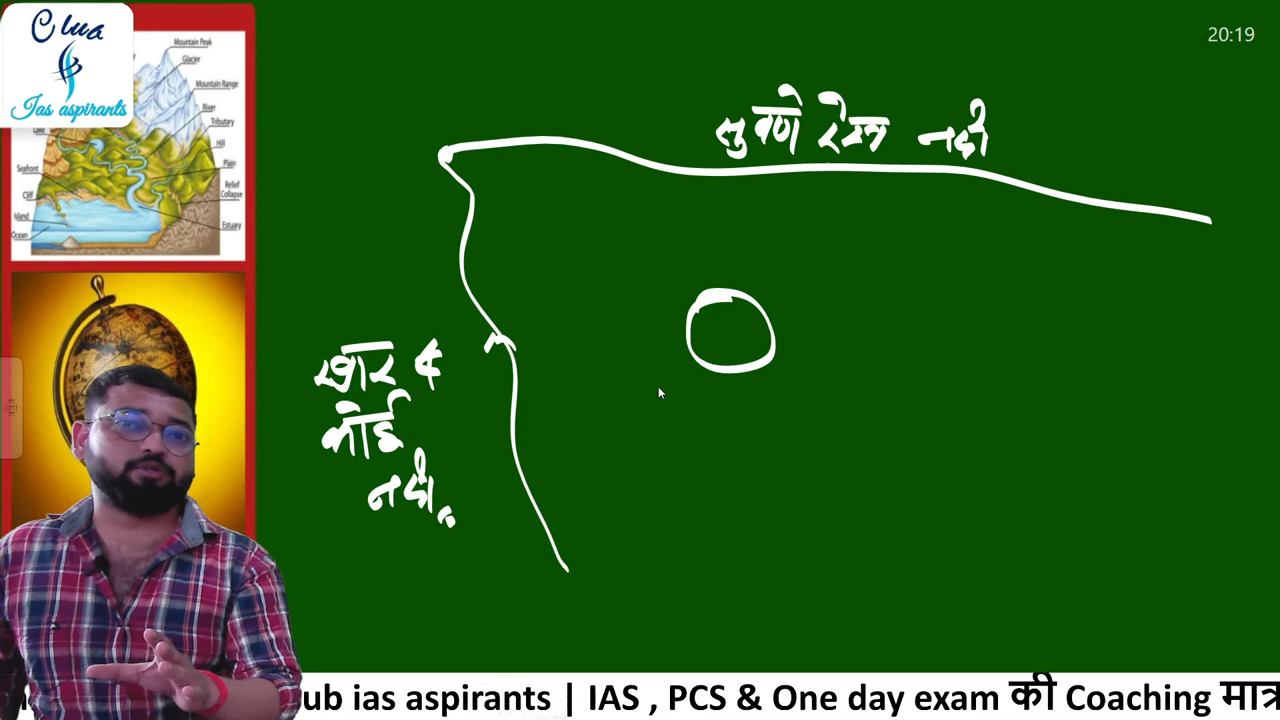 Clua
Ias aspirants
Mountain Peak
Glacier
Mountain Range
River
Tributary
Hill
Lake
Plain
Seafront
Relief
Collapse
Cliff
Island
Estuary
Ocean
20:19
सुवर्ण रेखा नदी
नदी
ub ias aspirants | IAS , PCS & One day exam की Coaching मात्र